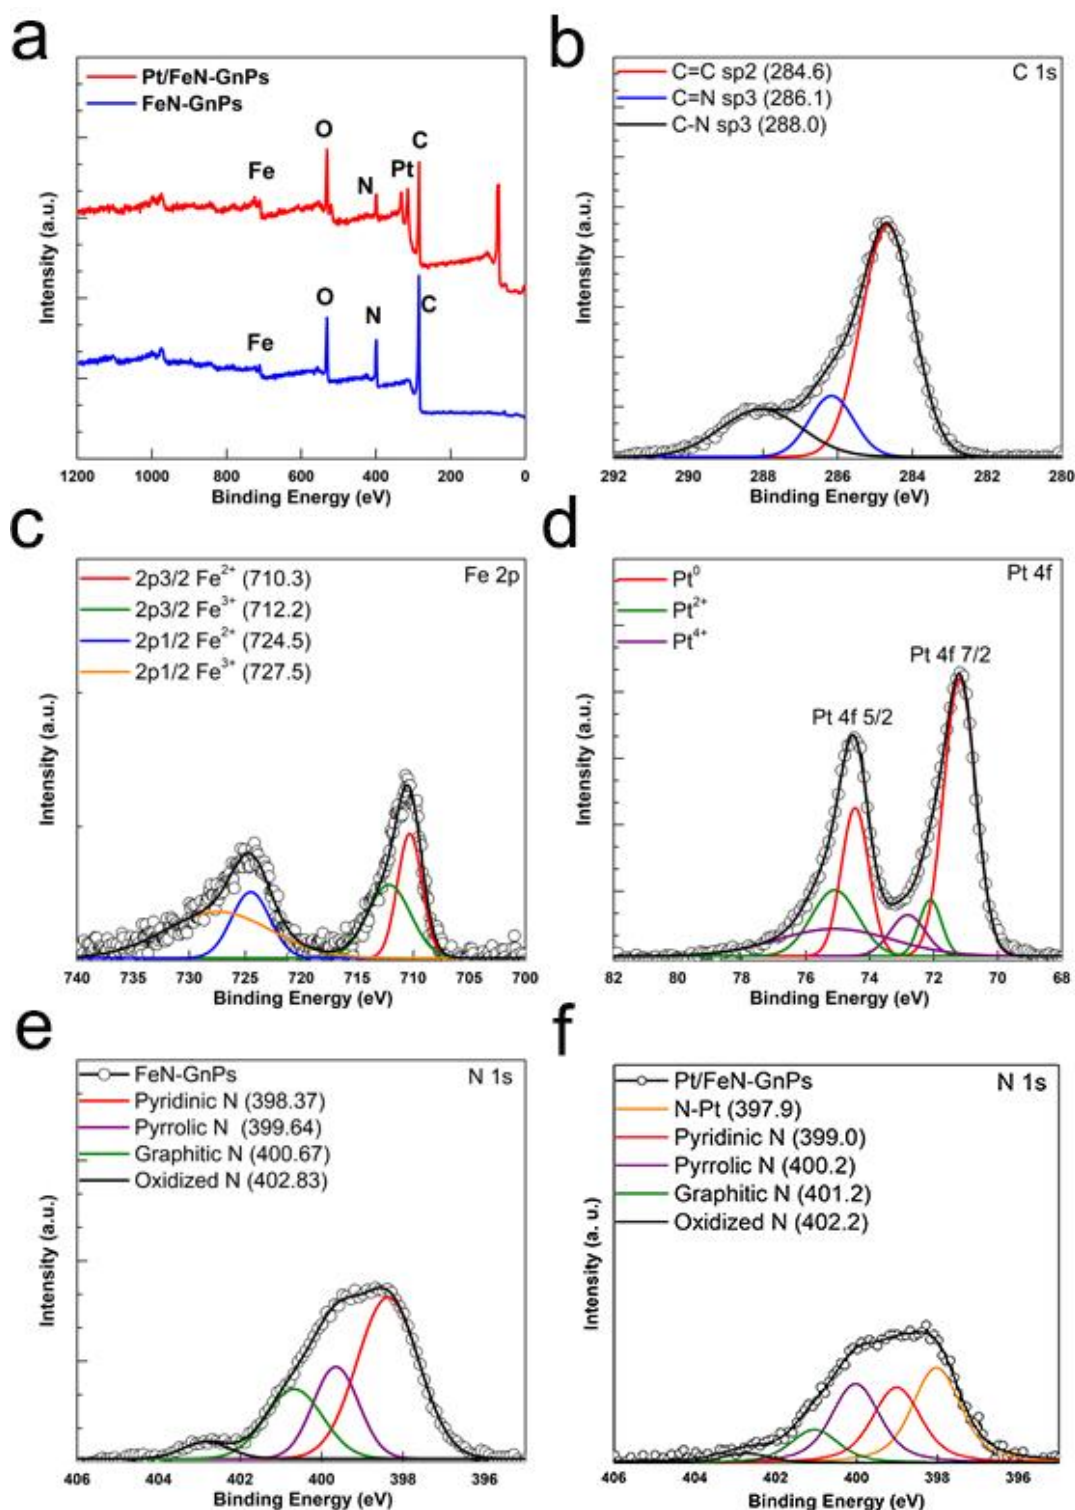 a
Pt/FeN-GnPs
FeN-GnPs
Fe
O
N
Pt
C
Fe
O
N
C
Intensity (a.u.)
1200 1000 800 600 400 200 0
Binding Energy (eV)
b
C=C sp2 (284.6)
C=N sp3 (286.1)
C-N sp3 (288.0)
C 1s
Intensity (a.u.)
292 290 288 286 284 282 280
Binding Energy (eV)
c
2p3/2 Fe²⁺ (710.3)
2p3/2 Fe³⁺ (712.2)
2p1/2 Fe²⁺ (724.5)
2p1/2 Fe³⁺ (727.5)
Fe 2p
Intensity (a.u.)
740 730 720 710 700
Binding Energy (eV)
d
Pt⁰
Pt²⁺
Pt⁴⁺
Pt 4f
Pt 4f 7/2
Pt 4f 5/2
Intensity (a.u.)
82 80 78 76 74 72 70 68
Binding Energy (eV)
e
FeN-GnPs
Pyridinic N (398.37)
Pyrrolic N (399.64)
Graphitic N (400.67)
Oxidized N (402.83)
N 1s
Intensity (a.u.)
406 404 402 400 398 396
Binding Energy (eV)
f
Pt/FeN-GnPs
N-Pt (397.9)
Pyridinic N (399.0)
Pyrrolic N (400.2)
Graphitic N (401.2)
Oxidized N (402.2)
N 1s
Intensity (a. u.)
406 404 402 400 398 396
Binding Energy (eV)